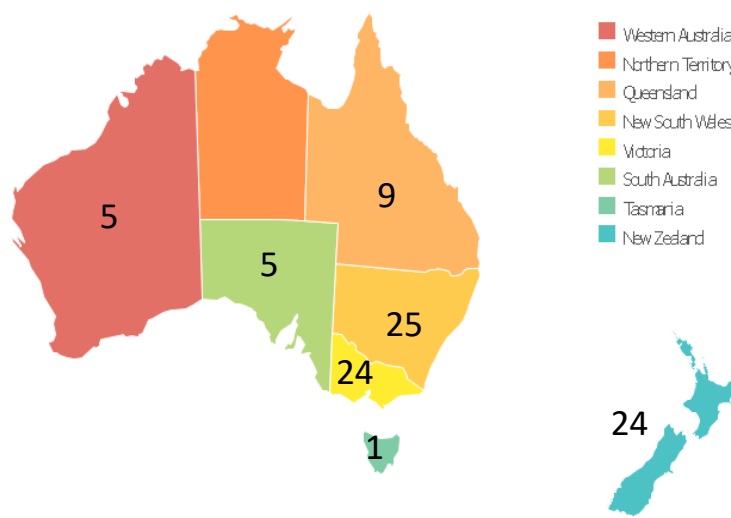 Western Australia
Northern Territory
Queensland
New South Wales
Victoria
South Australia
Tasmania
New Zealand
9
5
5
25
24
24
1